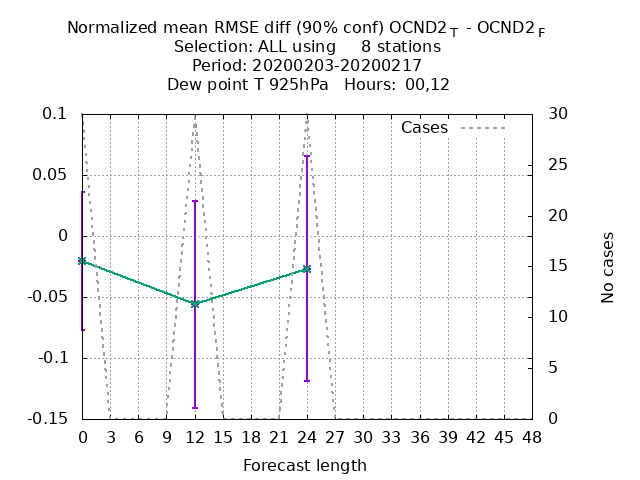 Normalized mean RMSE diff (90% conf) OCND2 T - OCND2 F
Selection: ALL using 8 stations
Period: 20200203-20200217
Dew point T 925hPa Hours: 00,12
Cases
0.1
0.05
0
-0.05
-0.1
-0.15
30
25
20
15
10
5
0
No cases
0 3 6 9 12 15 18 21 24 27 30 33 36 39 42 45 48
Forecast length